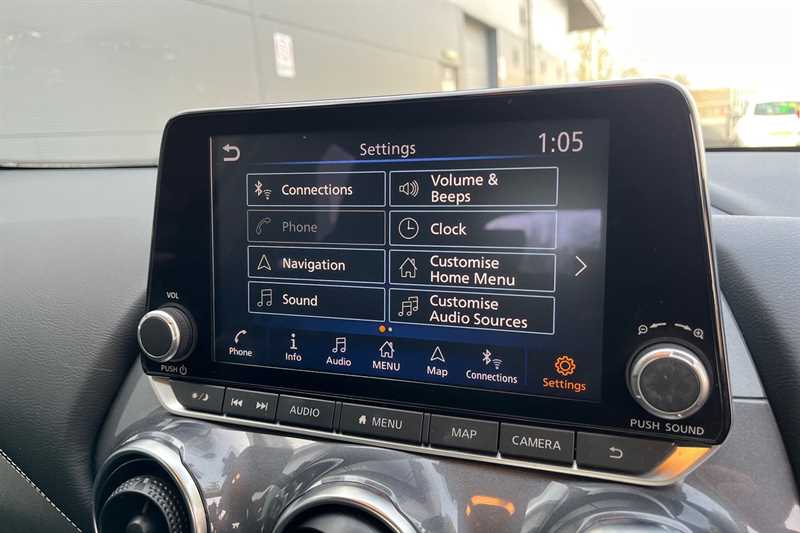 Settings
1:05
Connections
Volume &
Beeps
Phone
Clock
Navigation
Customise
Home Menu
Sound
Customise
Audio Sources
Phone
Info
Audio
MENU
Map
Connections
Settings
VOL
PUSH
PUSH SOUND
AUDIO
MENU
MAP
CAMERA